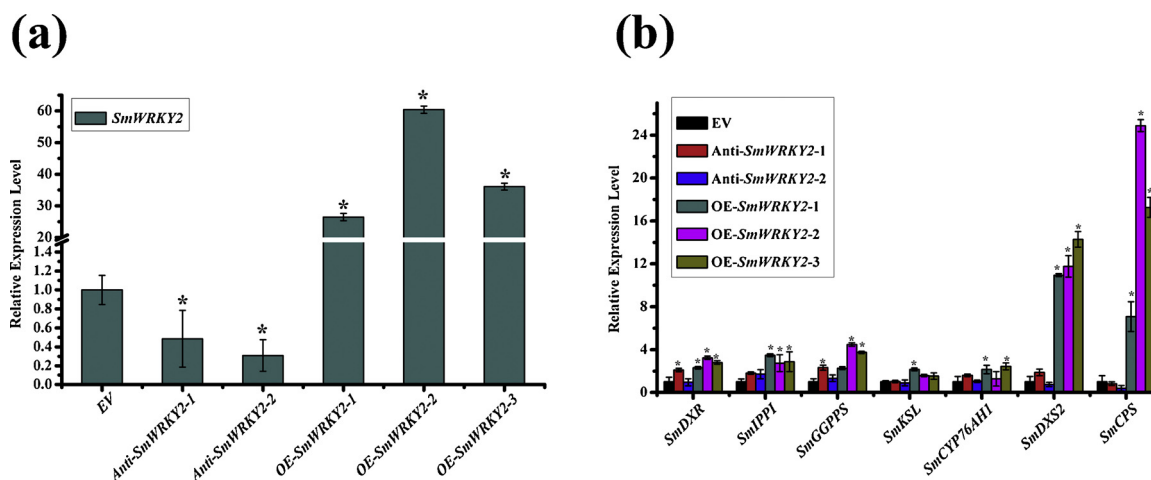 (a)
SmWRKY2
Relative Expression Level
60
50
40
30
20
1.4
1.2
1.0
0.8
0.6
0.4
0.2
0.0
*
*
*
*
*
EV
Anti-SmWRKY2-1
Anti-SmWRKY2-2
OE-SmWRKY2-1
OE-SmWRKY2-2
OE-SmWRKY2-3
(b)
EV
Anti-SmWRKY2-1
Anti-SmWRKY2-2
OE-SmWRKY2-1
OE-SmWRKY2-2
OE-SmWRKY2-3
Relative Expression Level
24
20
16
12
8
4
0
* * * *
* * *
* * *
*
* *
* * *
* * *
SmDXR
SmIPPI
SmGGPPS
SmKSL
SmCYP76AH1
SmDXS2
SmCPS